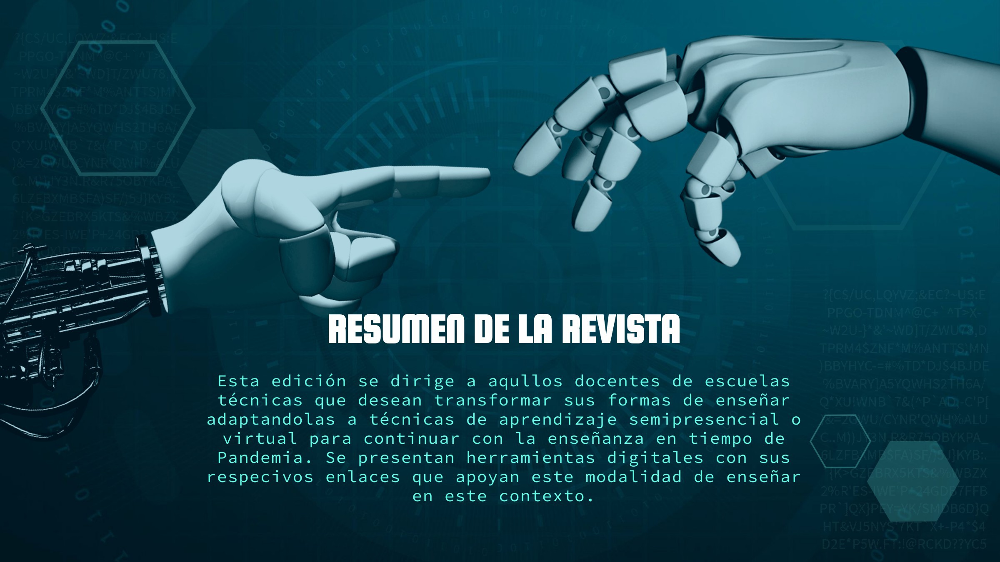 RESUMEN DE LA REVISTA
Esta edición se dirige a aqullos docentes de escuelas
técnicas que desean transformar sus formas de enseñar
adaptandolas a técnicas de aprendizaje semipresencial o
virtual para continuar con la enseñanza en tiempo de
Pandemia. Se presentan herramientas digitales con sus
respecivos enlaces que apoyan este modalidad de enseñar
en este contexto.